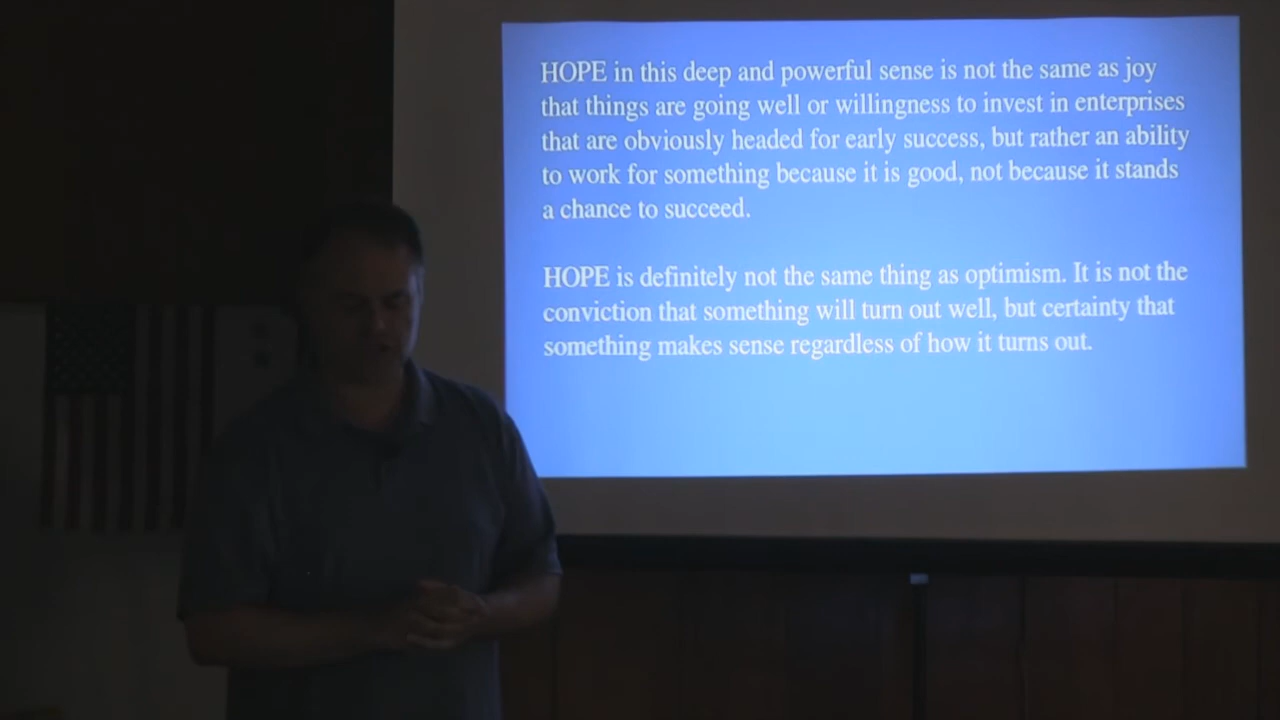 HOPE in this deep and powerful sense is not the same as joy
that things are going well or willingness to invest in enterprises
that are obviously headed for early success, but rather an ability
to work for something because it is good, not because it stands
a chance to succeed.
HOPE is definitely not the same thing as optimism. It is not the
conviction that something will turn out well, but certainty that
something makes sense regardless of how it turns out.